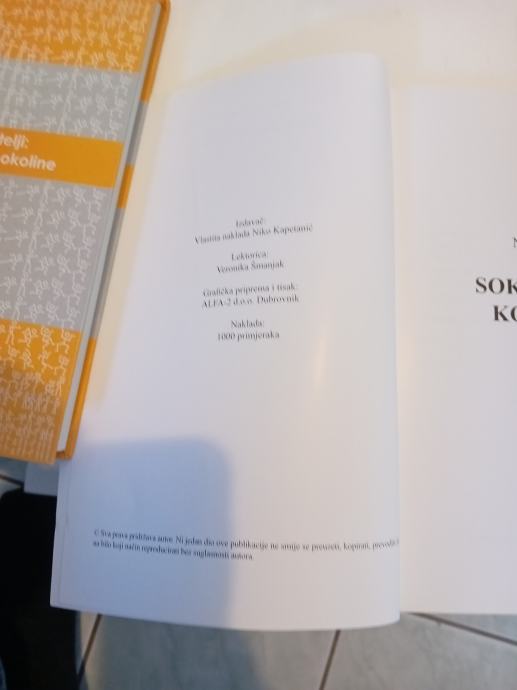 telji:
okoline
Izdavač:
Vlastita naklada Niko Kapetanić
Lektorica:
Veronika Šmanjak
Grafička priprema i tisak:
ALFA-2 d.o.o. Dubrovnik
Naklada:
1000 primjeraka
© Sva prava pridržava autor. Ni jedan dio ove publikacije ne smije se preuzeti, kopirati, prevoditi
na bilo koji način reproducirati bez suglasnosti autora.
N
SOK
KO